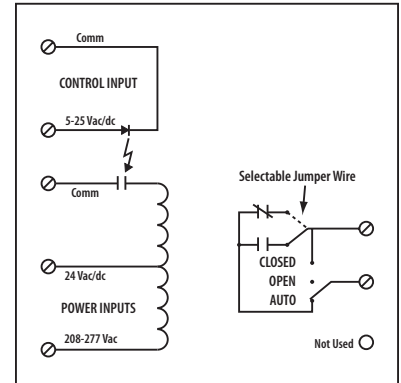 Comm
CONTROL INPUT
5-25 Vac/dc
Comm
24 Vac/dc
POWER INPUTS
208-277 Vac
Selectable Jumper Wire
CLOSED
OPEN
AUTO
Not Used